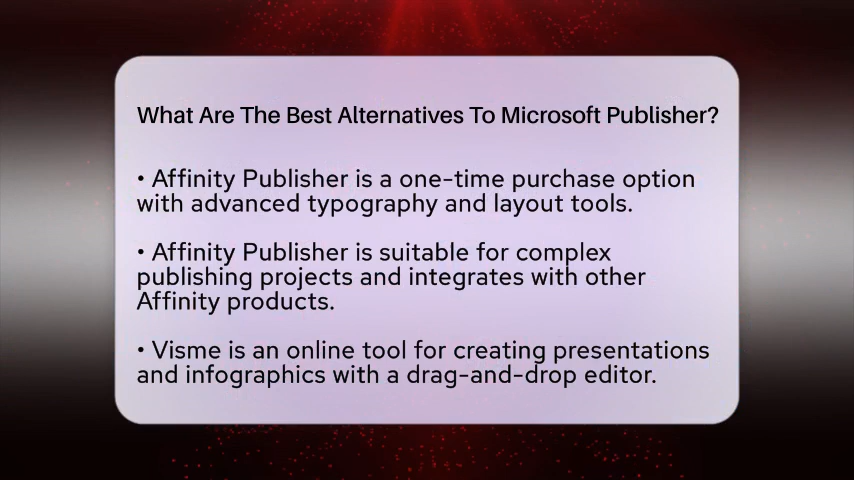 What Are The Best Alternatives To Microsoft Publisher?
• Affinity Publisher is a one-time purchase option
with advanced typography and layout tools.
• Affinity Publisher is suitable for complex
publishing projects and integrates with other
Affinity products.
• Visme is an online tool for creating presentations
and infographics with a drag-and-drop editor.